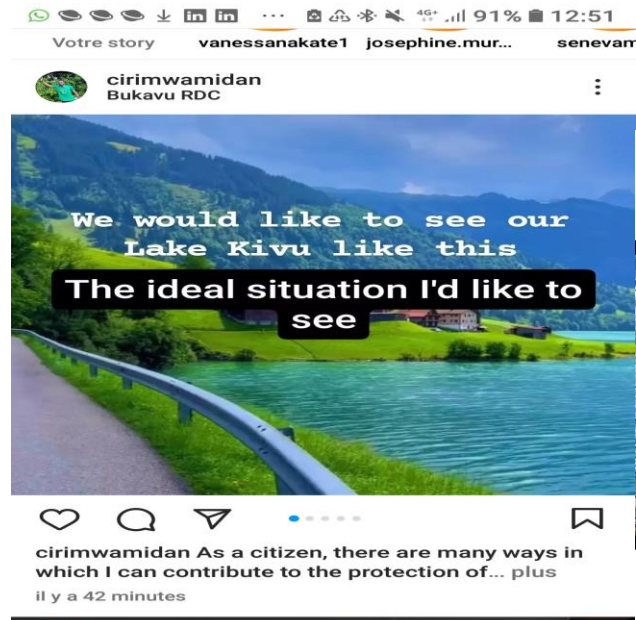 4G+ 91% 12:51
Votre story vanessanakate1 josephine.mur... senevam
cirimwamidan
Bukavu RDC
We would like to see our
Lake Kivu like this
The ideal situation I'd like to
see
cirimwamidan As a citizen, there are many ways in
which I can contribute to the protection of... plus
il y a 42 minutes